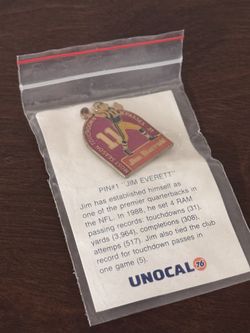 11
PIN#1 "JIM EVERETT"
Jim has established himself as
one of the premier quarterbacks in
the NFL. In 1988, he set 4 RAM
passing records: touchdowns (31),
yards (3,964), completions (308),
attempts (517). Jim also tied the club
record for touchdown passes in
one game (5).
UNOCAL 76